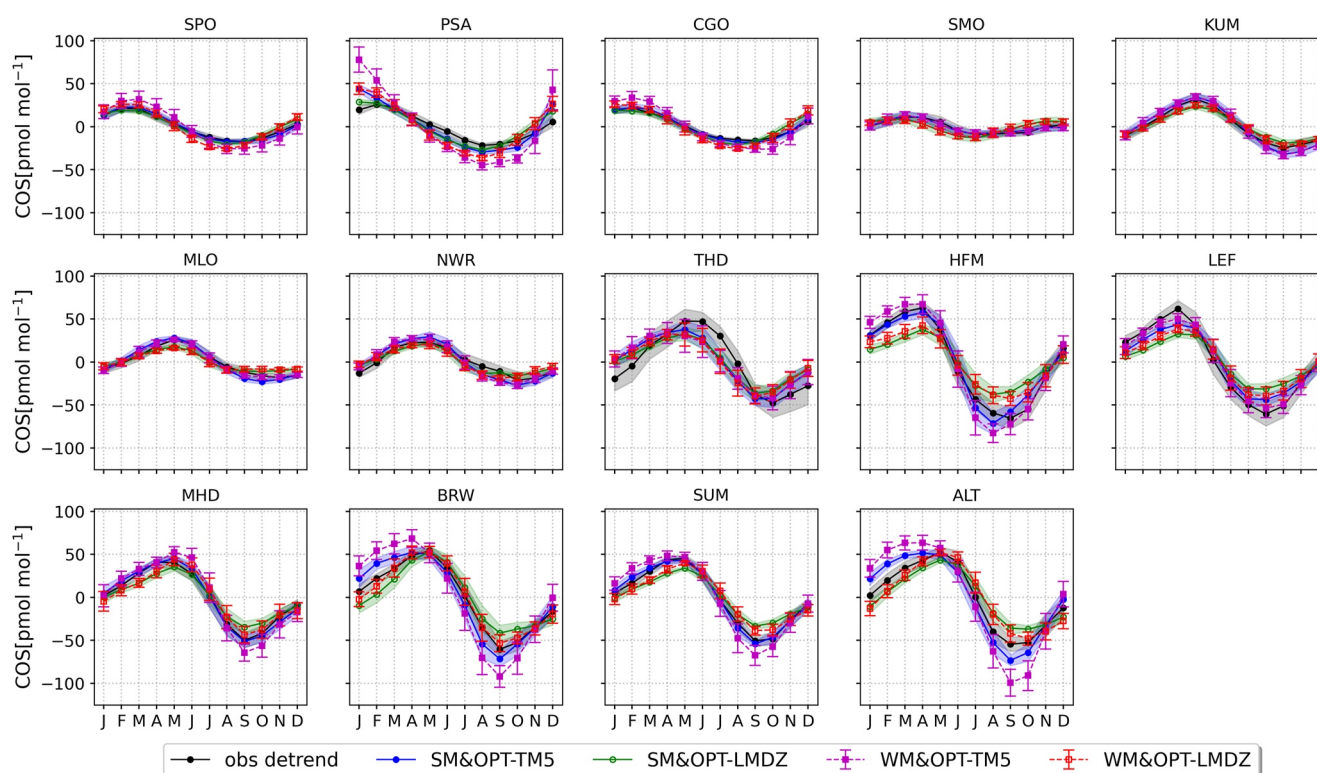 SPO PSA CGO SMO KUM
COS[pmol mol⁻¹]
100
50
0
−50
−100
MLO NWR THD HFM LEF
COS[pmol mol⁻¹]
100
50
0
−50
−100
MHD BRW SUM ALT
COS[pmol mol⁻¹]
100
50
0
−50
−100
J F M A M J J A S O N D J F M A M J J A S O N D J F M A M J J A S O N D J F M A M J J A S O N D
obs detrend SM&OPT-TM5 SM&OPT-LMDZ WM&OPT-TM5 WM&OPT-LMDZ